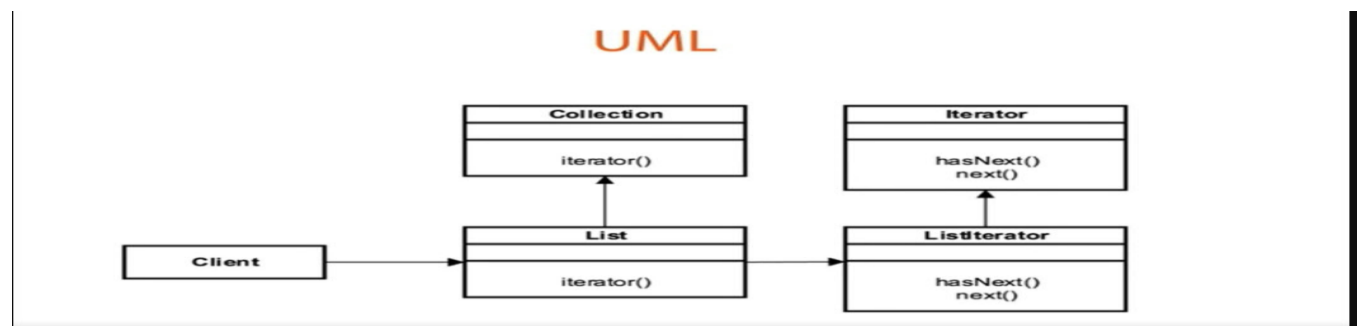 UML
Collection
iterator()
Iterator
hasNext()
next()
Client
List
iterator()
ListIterator
hasNext()
next()